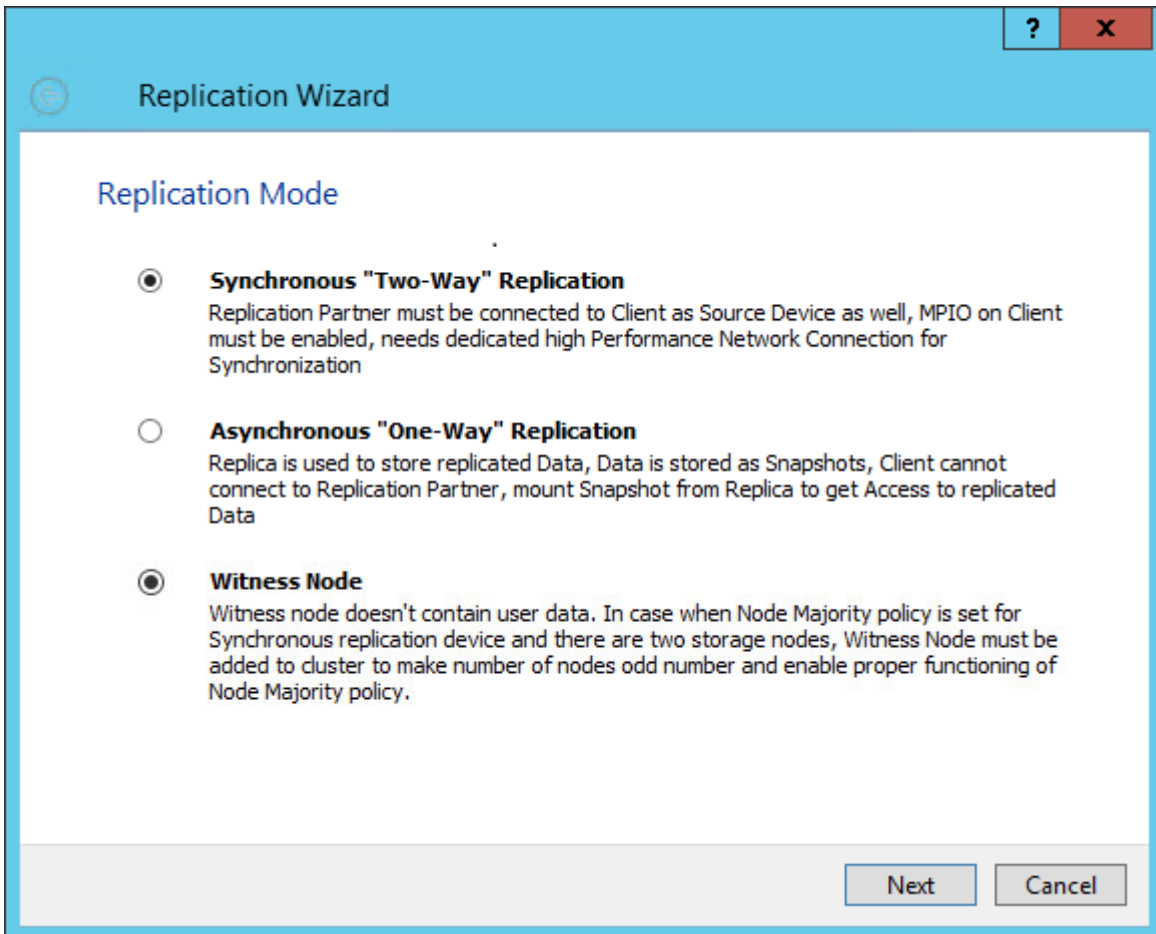 ?
x
Replication Wizard
Replication Mode
.
Synchronous "Two-Way" Replication
Replication Partner must be connected to Client as Source Device as well, MPIO on Client
must be enabled, needs dedicated high Performance Network Connection for
Synchronization
Asynchronous "One-Way" Replication
Replica is used to store replicated Data, Data is stored as Snapshots, Client cannot
connect to Replication Partner, mount Snapshot from Replica to get Access to replicated
Data
Witness Node
Witness node doesn't contain user data. In case when Node Majority policy is set for
Synchronous replication device and there are two storage nodes, Witness Node must be
added to cluster to make number of nodes odd number and enable proper functioning of
Node Majority policy.
Next
Cancel